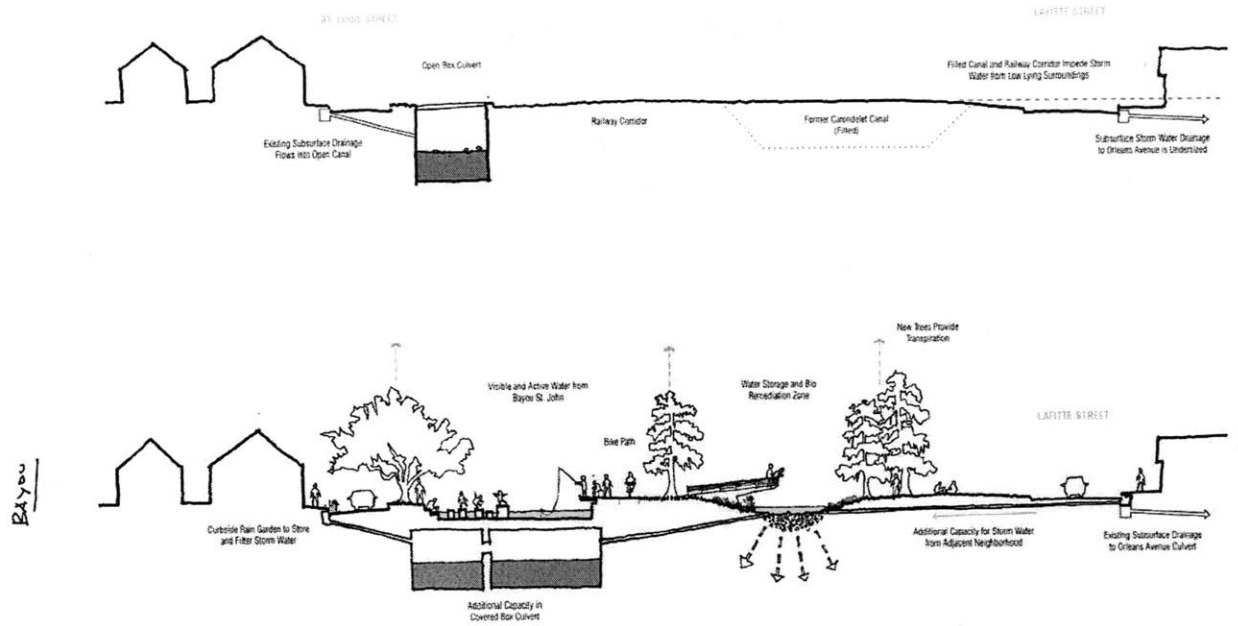 ST. LOUIS STREET
LAFITTE STREET
Open Box Culvert
Filled Canal and Railway Corridor Impede Storm
Water from Low Lying Surroundings
Railway Corridor
Former Carondelet Canal
(Filled)
Existing Subsurface Drainage
Flows into Open Canal
Subsurface Storm Water Drainage
to Orleans Avenue is Undersized
New Trees Provide
Transpiration
Visible and Active Water from
Bayou St. John
Water Storage and Bio
Remediation Zone
LAFITTE STREET
Bike Path
BAYOU
Curbside Rain Garden to Store
and Filter Storm Water
Additional Capacity for Storm Water
from Adjacent Neighborhood
Existing Subsurface Drainage
to Orleans Avenue Culvert
Additional Capacity in
Covered Box Culvert